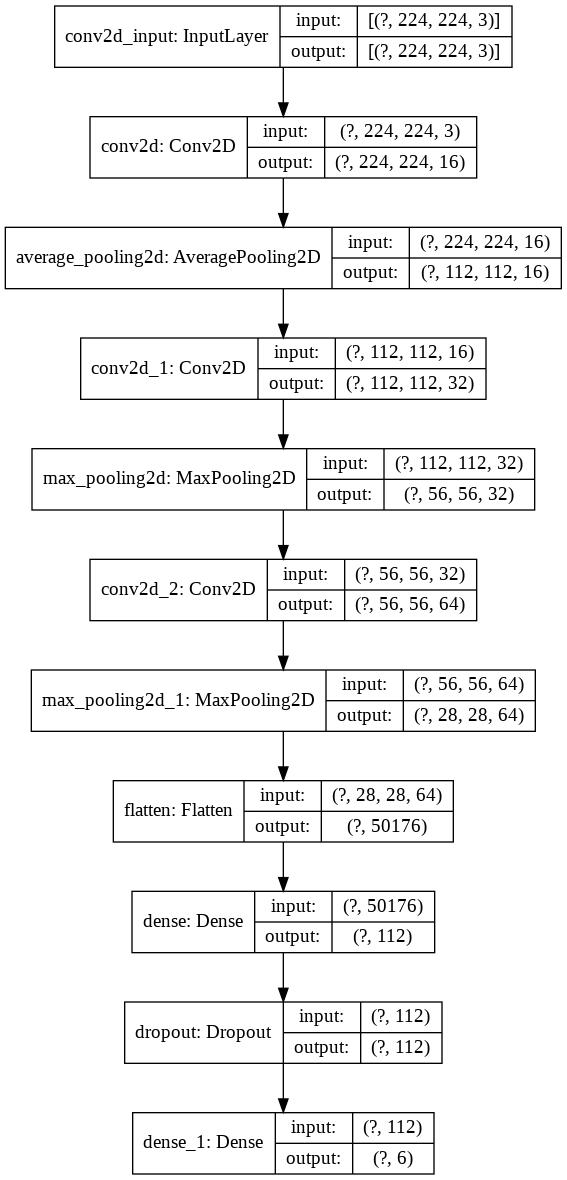 conv2d_input: InputLayer
input: [(?, 224, 224, 3)]
output: [(?, 224, 224, 3)]
conv2d: Conv2D
input: (?, 224, 224, 3)
output: (?, 224, 224, 16)
average_pooling2d: AveragePooling2D
input: (?, 224, 224, 16)
output: (?, 112, 112, 16)
conv2d_1: Conv2D
input: (?, 112, 112, 16)
output: (?, 112, 112, 32)
max_pooling2d: MaxPooling2D
input: (?, 112, 112, 32)
output: (?, 56, 56, 32)
conv2d_2: Conv2D
input: (?, 56, 56, 32)
output: (?, 56, 56, 64)
max_pooling2d_1: MaxPooling2D
input: (?, 56, 56, 64)
output: (?, 28, 28, 64)
flatten: Flatten
input: (?, 28, 28, 64)
output: (?, 50176)
dense: Dense
input: (?, 50176)
output: (?, 112)
dropout: Dropout
input: (?, 112)
output: (?, 112)
dense_1: Dense
input: (?, 112)
output: (?, 6)